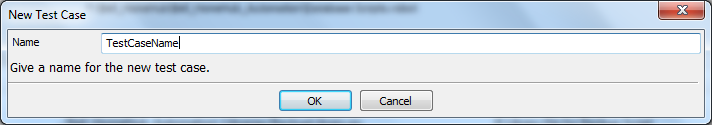 New Test Case
Name TestCaseName
Give a name for the new test case.
OK Cancel